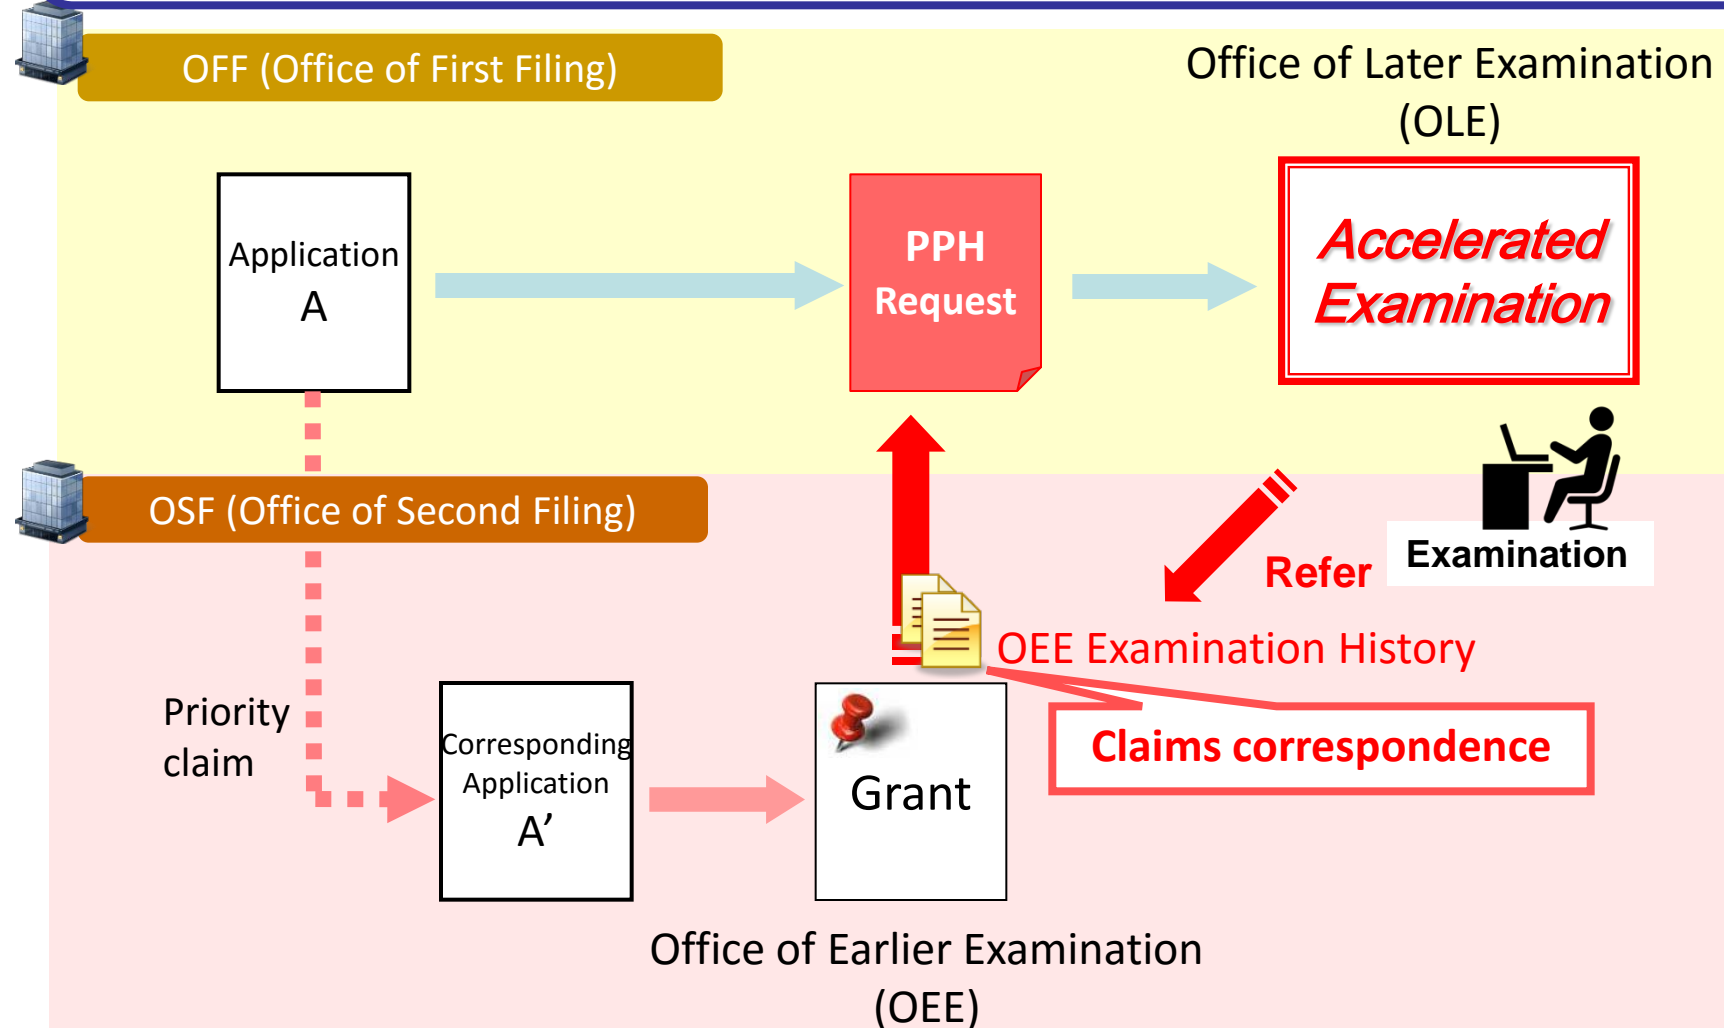 OFF (Office of First Filing)
Office of Later Examination
(OLE)
Application
A
PPH
Request
Accelerated
Examination
OSF (Office of Second Filing)
Examination
Refer
OEE Examination History
Priority
claim
Corresponding
Application
A’
Grant
Claims correspondence
Office of Earlier Examination
(OEE)